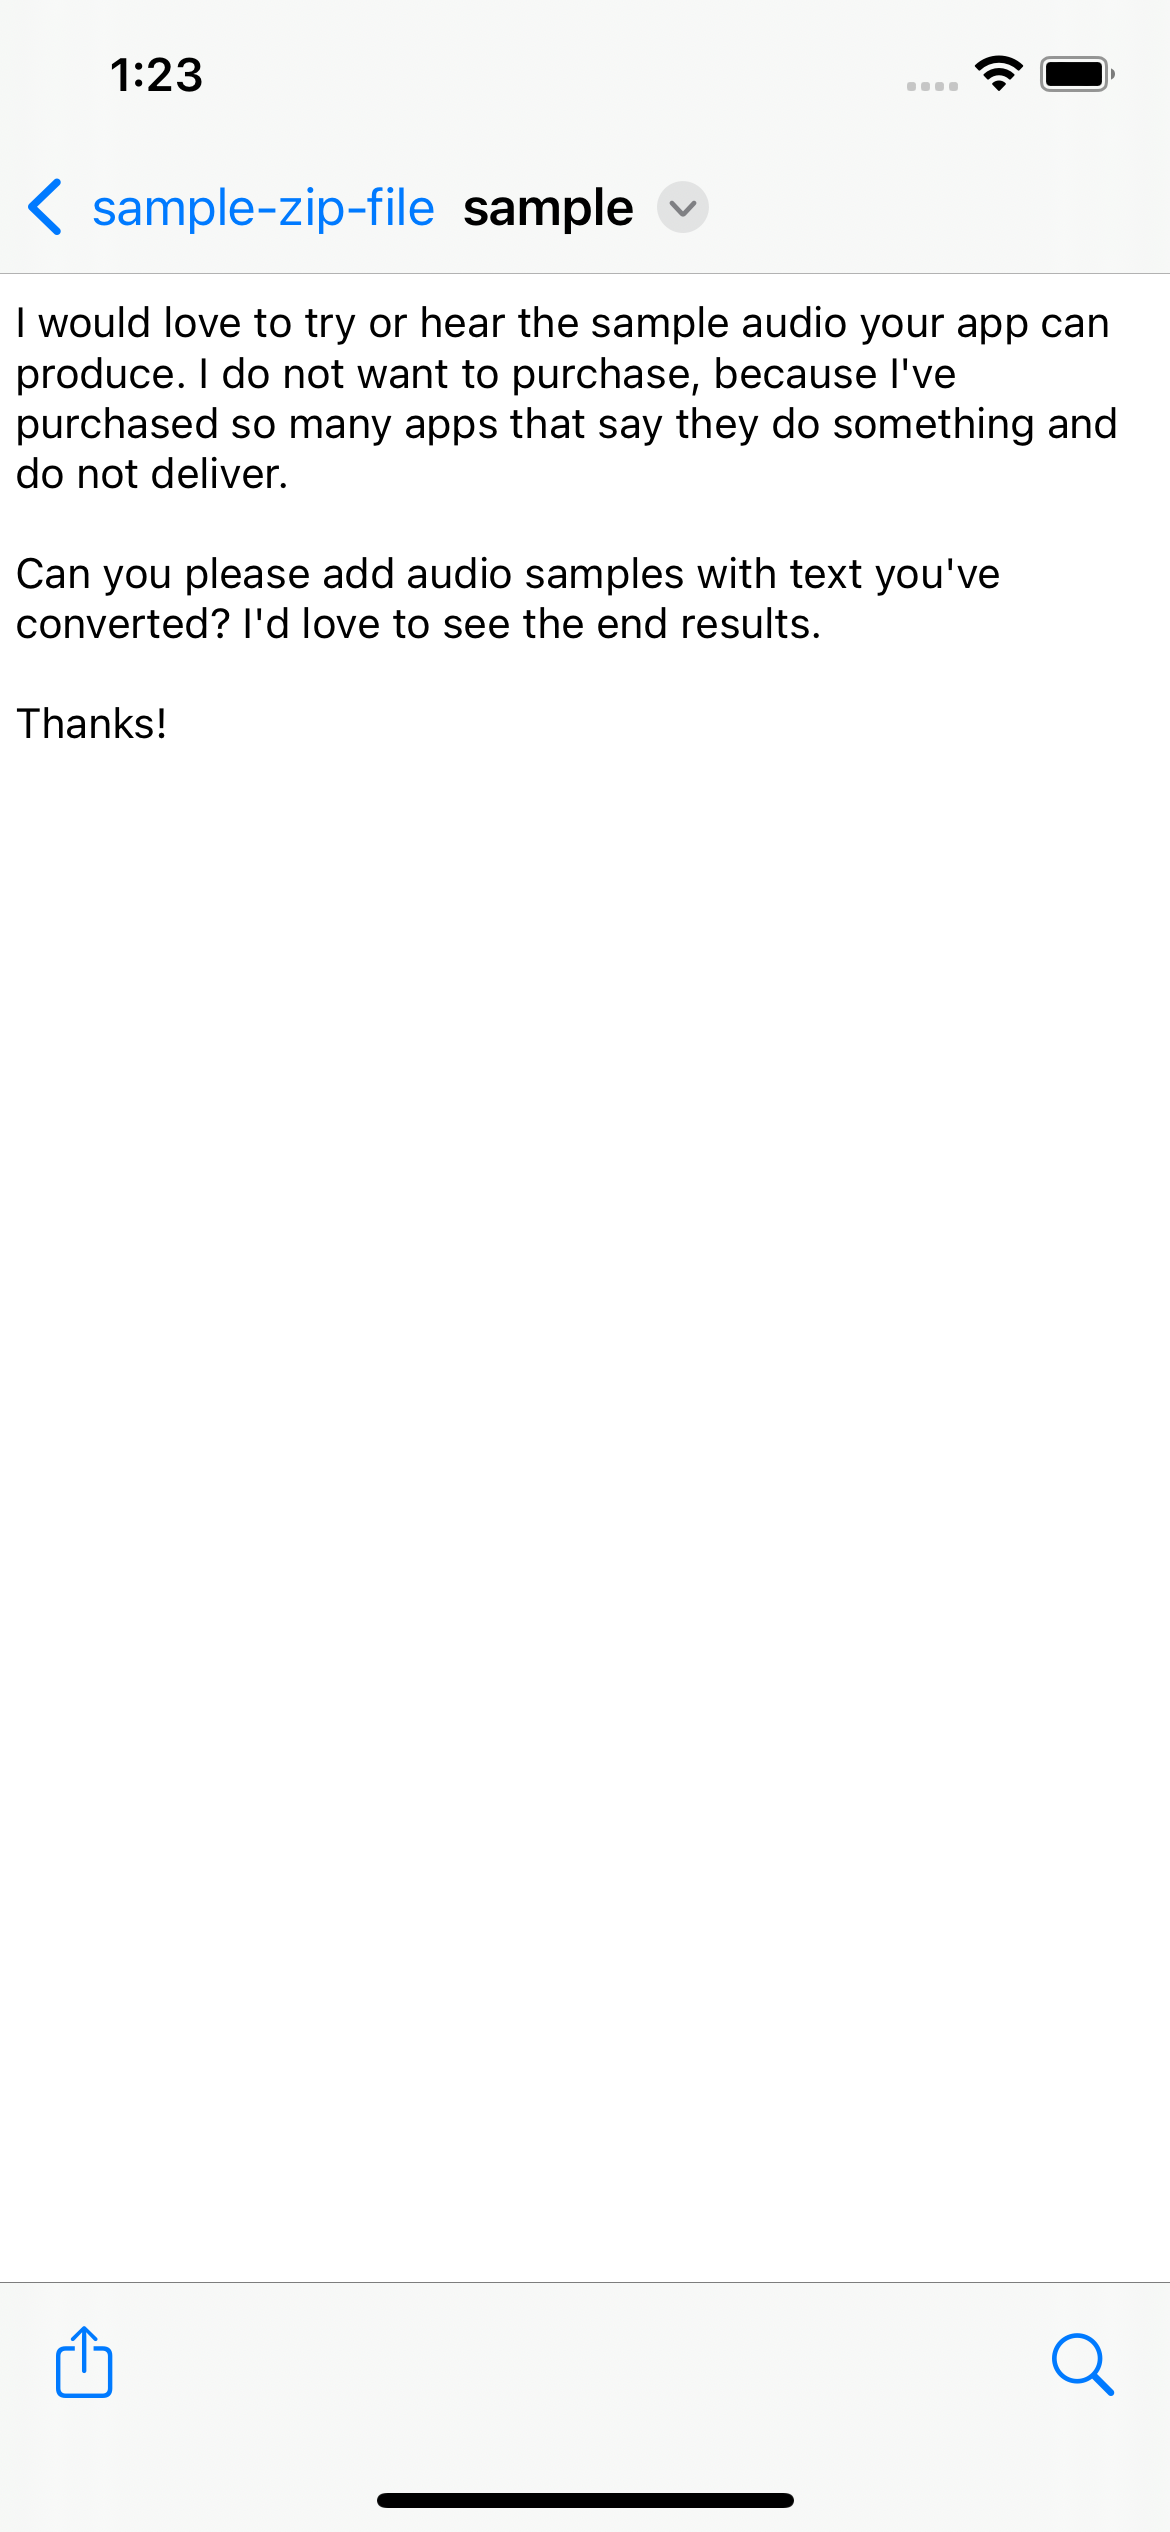 1:23
sample-zip-file sample
I would love to try or hear the sample audio your app can
produce. I do not want to purchase, because I've
purchased so many apps that say they do something and
do not deliver.
Can you please add audio samples with text you've
converted? I'd love to see the end results.
Thanks!